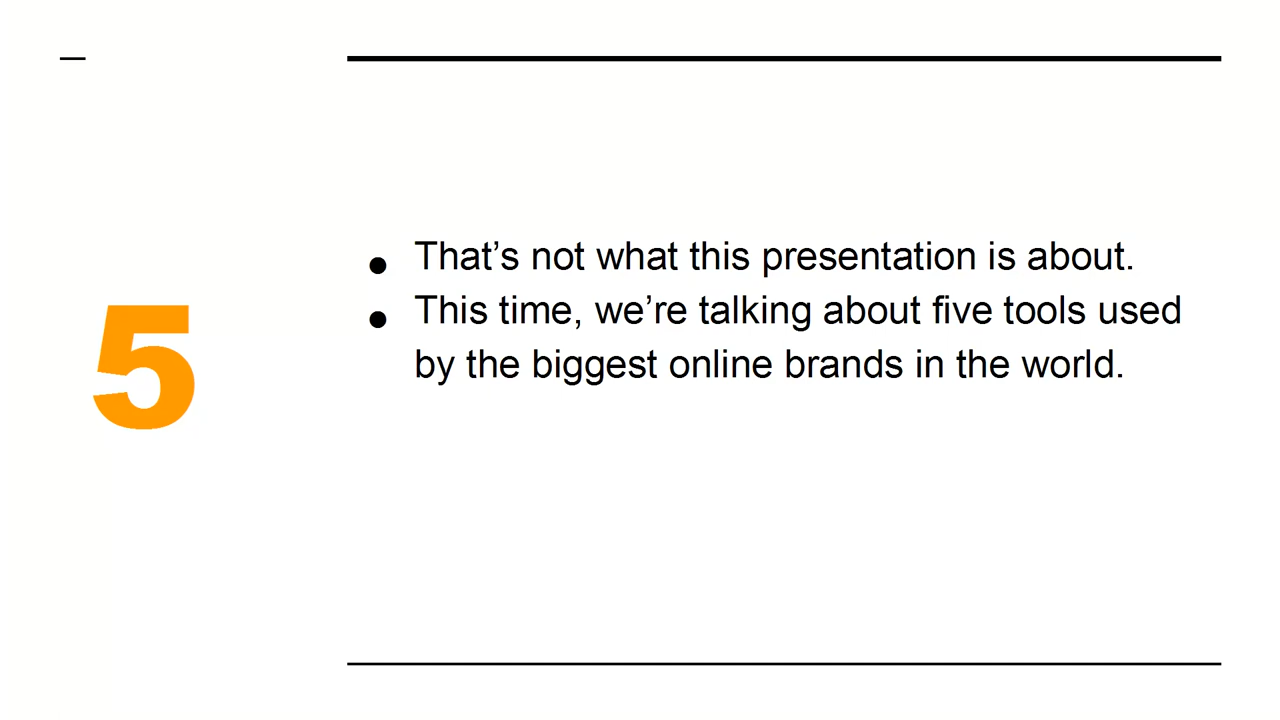 5
● That’s not what this presentation is about.
● This time, we’re talking about five tools used
by the biggest online brands in the world.